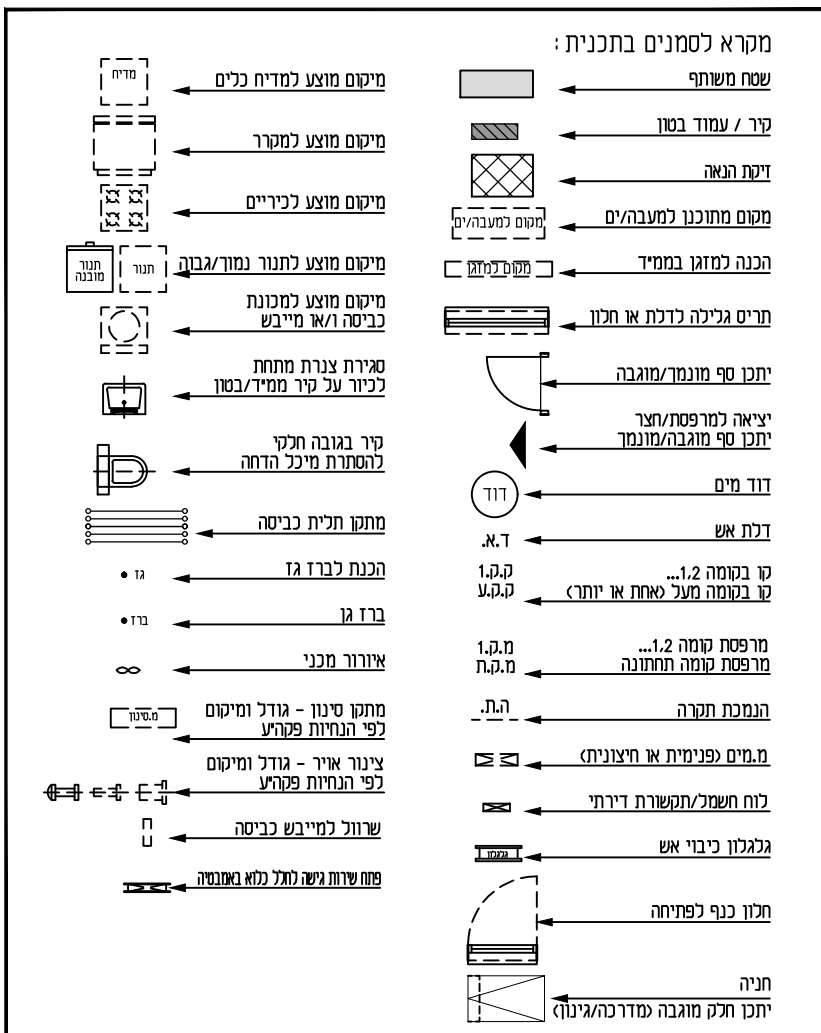 מקרא לסמנים בתכנית :
שטח משותף
קיר / עמוד בטון
זיקת הנאה
מקום מתוכנן למעבה/ים
מקום למעבה/ים
הכנה למזגן בממ"ד
מקום למזגן
תריס גלילה לדלת או חלון
יתכן סף מונמך/מוגבה
יציאה למרפסת/חצר
יתכן סף מוגבה/מונמך
דוד מים
דוד
דלת אש
ד.א.
קו בקומה 1,2...
ק.ק.1
קו בקומה מעל (אחת או יותר)
ק.ק.ע
מרפסת קומה 1,2...
מ.ק.1
מרפסת קומה תחתונה
מ.ק.ת
הנמכת תקרה
ה.ת.
מ.מים (פנימית או חיצונית)
לוח חשמל/תקשורת דירתי
גלגלון כיבוי אש
גלגלון
חלון כנף לפתיחה
חניה
יתכן חלק מוגבה (מדרכה/גינון)
מיקום מוצע למדיח כלים
מדיח
מיקום מוצע למקרר
מיקום מוצע לכיריים
מיקום מוצע לתנור נמוך/גבוה
תנור
תנור
מובנה
מיקום מוצע למכונת
כביסה ו/או מייבש
סגירת צנרת מתחת
לכיור על קיר ממ"ד/בטון
קיר בגובה חלקי
להסתרת מיכל הדחה
מתקן תלית כביסה
הכנת לברז גז
גז
ברז גן
ברז
איורור מכני
מתקן סינון - גודל ומיקום
לפי הנחיות פקה"ע
מ.סינון
צינור אויר - גודל ומיקום
לפי הנחיות פקה"ע
שרוול למייבש כביסה
פתח שירות גישה לחלל כלוא באמבטיה